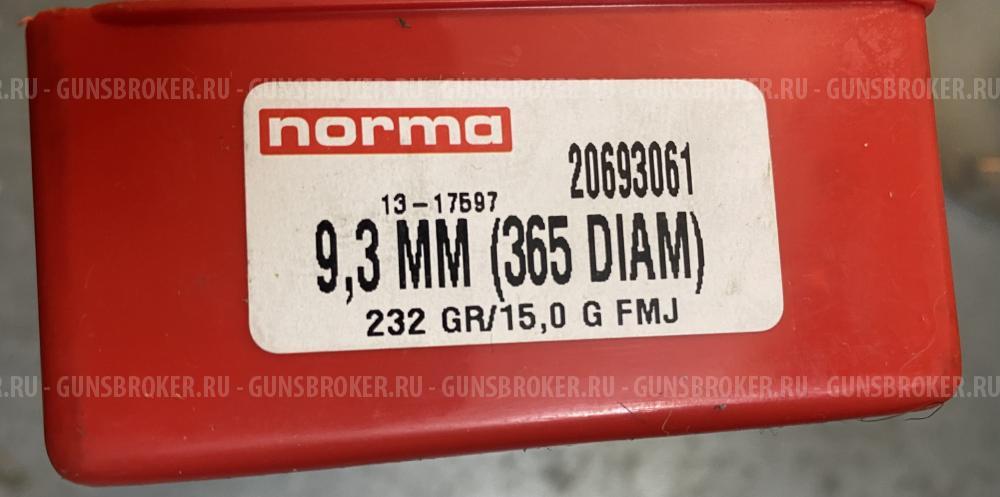 .RU - GUNSBROKER.RU - GUNSBROKER.RU - GUNSBROKER.RU - GUNSBROKER.RU - GUNSBROKER.RU
norma
20693061
13-17597
9,3 MM (365 DIAM)
232 GR/15,0 G FMJ
.RU - GUNSBROKER.RU - GUNSBROKER.RU - GUNSBROKER.RU - GUNSBROKER.RU - GUNSBROKER.RU